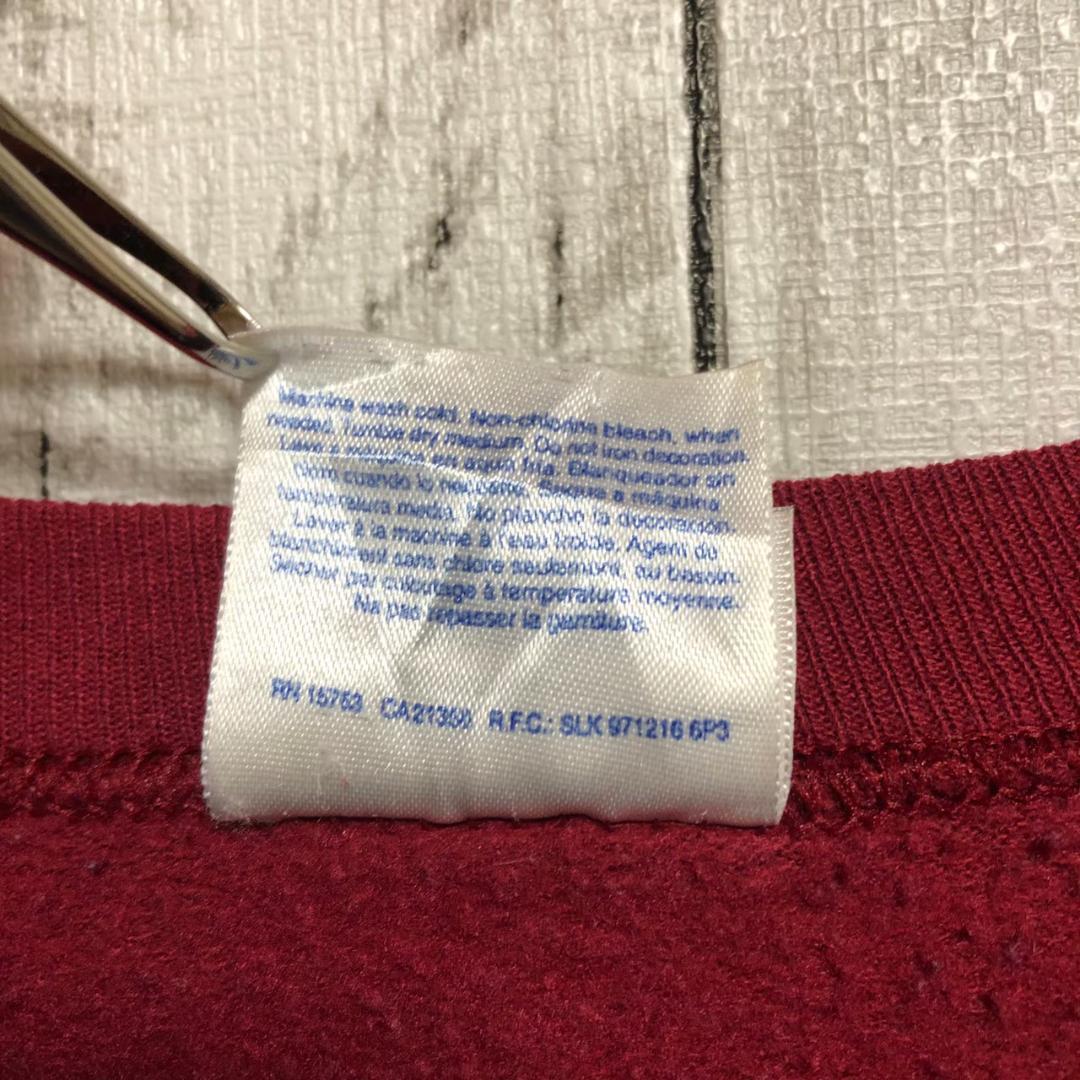 Machine wash cold. Non-chlorine bleach, when
needed. Tumble dry medium. Do not iron decoration.
Lave a máquina, en agua fria. Blanqueador sin
cloro cuando lo necesite. Seque a máquina
temperatura media. No planche la decoración.
Laver à la machine à l'eau froide. Agent de
blanchiment sans chlore seulement, au besoin.
Sécher par culbutage à température moyenne.
Na pas repasser la garniture.
RN 15763 CA21350 R.F.C.: SLK 971216 6P3